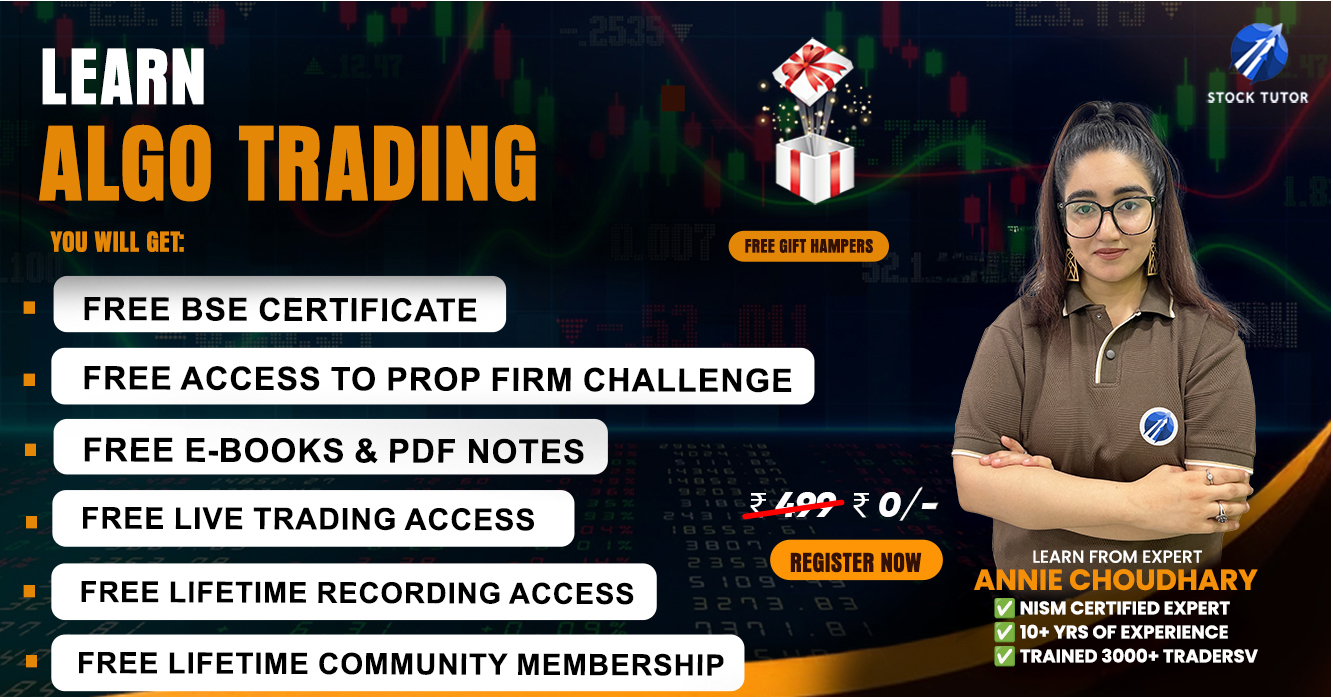 LEARN
ALGO TRADING
YOU WILL GET:
FREE BSE CERTIFICATE
FREE ACCESS TO PROP FIRM CHALLENGE
FREE E-BOOKS & PDF NOTES
FREE LIVE TRADING ACCESS
FREE LIFETIME RECORDING ACCESS
FREE LIFETIME COMMUNITY MEMBERSHIP
FREE GIFT HAMPERS
₹ 499 ₹ 0/-
REGISTER NOW
STOCK TUTOR
LEARN FROM EXPERT
ANNIE CHOUDHARY
✅ NISM CERTIFIED EXPERT
✅ 10+ YRS OF EXPERIENCE
✅ TRAINED 3000+ TRADERSV